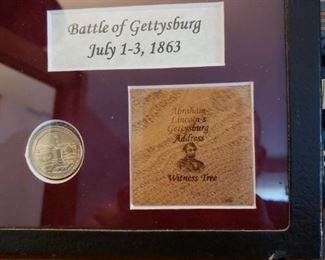 Battle of Gettysburg
July 1-3, 1863
Abraham
Lincoln's
Gettysburg
Address
Witness Tree